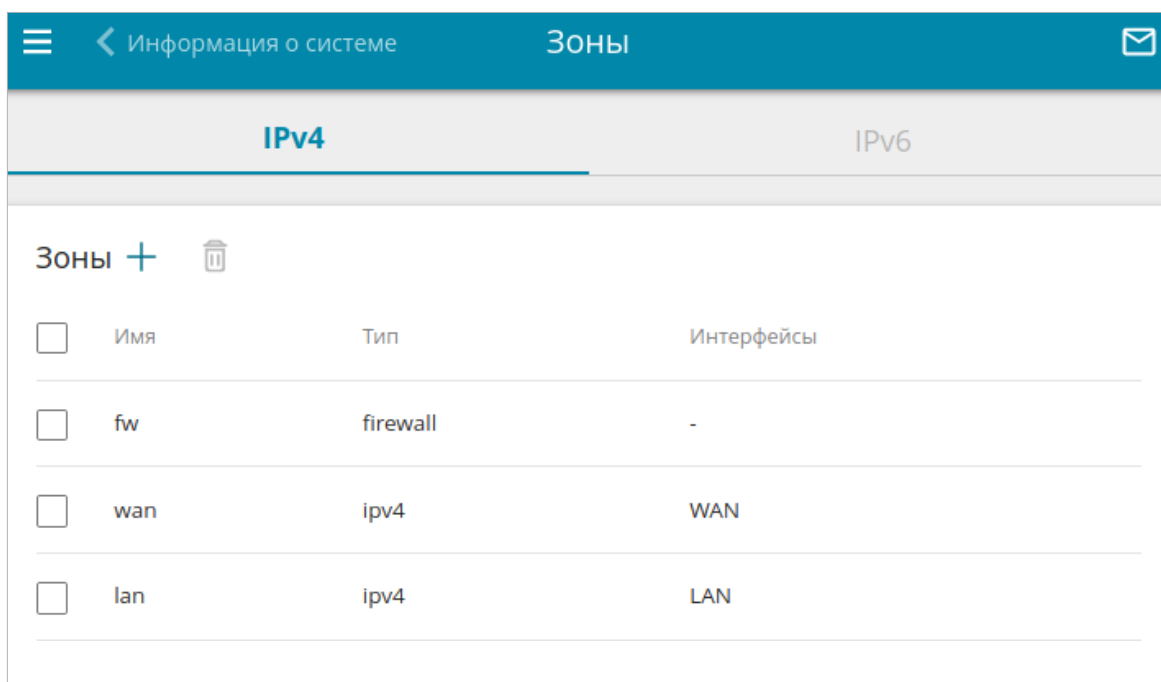 Информация о системе Зоны
IPv4 IPv6
Зоны
Имя Тип Интерфейсы
fw firewall -
wan ipv4 WAN
lan ipv4 LAN